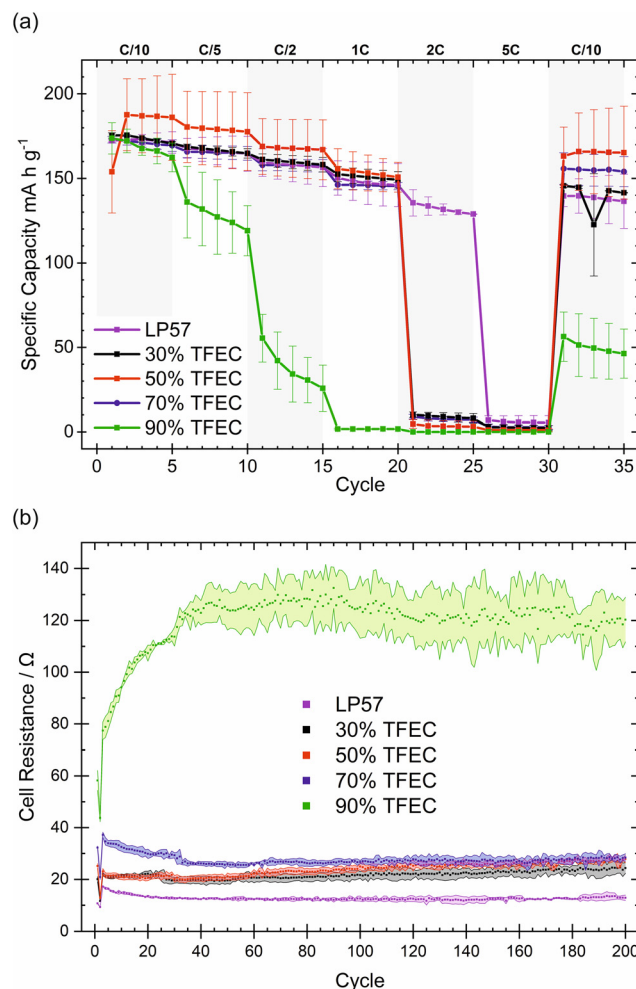 (a)
C/10 C/5 C/2 1C 2C 5C C/10
200
150
100
50
0
Specific Capacity mA h g⁻¹
LP57
30% TFEC
50% TFEC
70% TFEC
90% TFEC
0 5 10 15 20 25 30 35
Cycle
(b)
140
120
100
80
60
40
20
0
Cell Resistance / Ω
LP57
30% TFEC
50% TFEC
70% TFEC
90% TFEC
0 20 40 60 80 100 120 140 160 180 200
Cycle